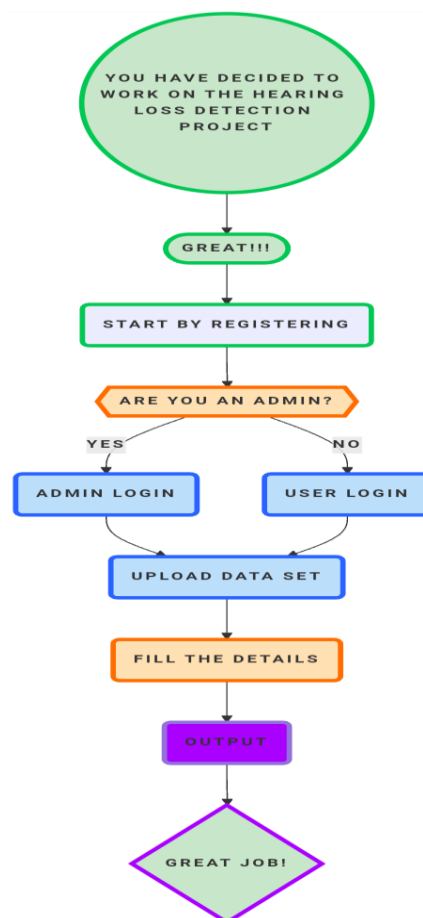 YOU HAVE DECIDED TO
WORK ON THE HEARING
LOSS DETECTION
PROJECT
GREAT!!!
START BY REGISTERING
ARE YOU AN ADMIN?
YES
NO
ADMIN LOGIN
USER LOGIN
UPLOAD DATA SET
FILL THE DETAILS
OUTPUT
GREAT JOB!